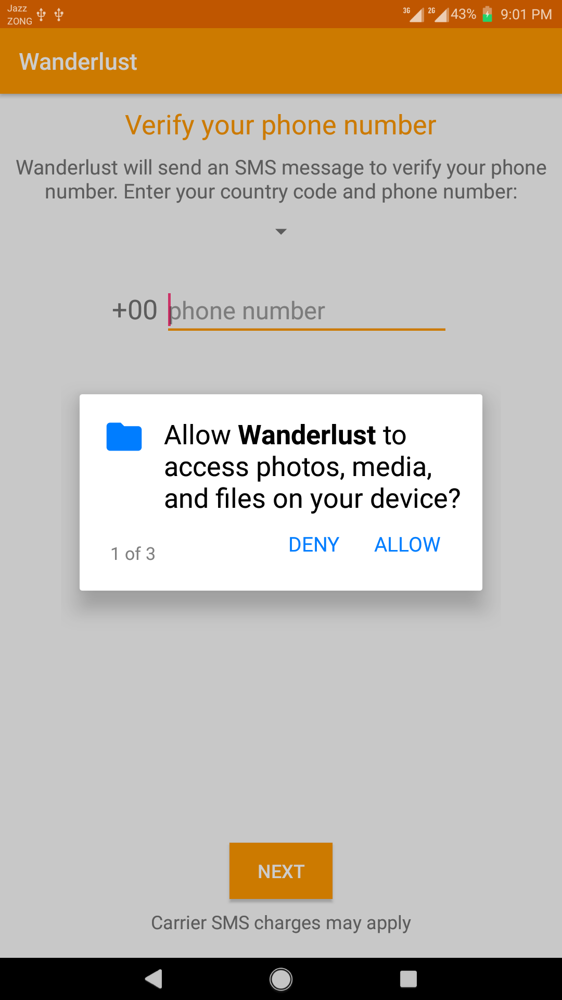 Jazz
ZONG
3G 2G 43% 9:01 PM
Wanderlust
Verify your phone number
Wanderlust will send an SMS message to verify your phone
number. Enter your country code and phone number:
+00 phone number
Allow Wanderlust to
access photos, media,
and files on your device?
1 of 3 DENY ALLOW
NEXT
Carrier SMS charges may apply